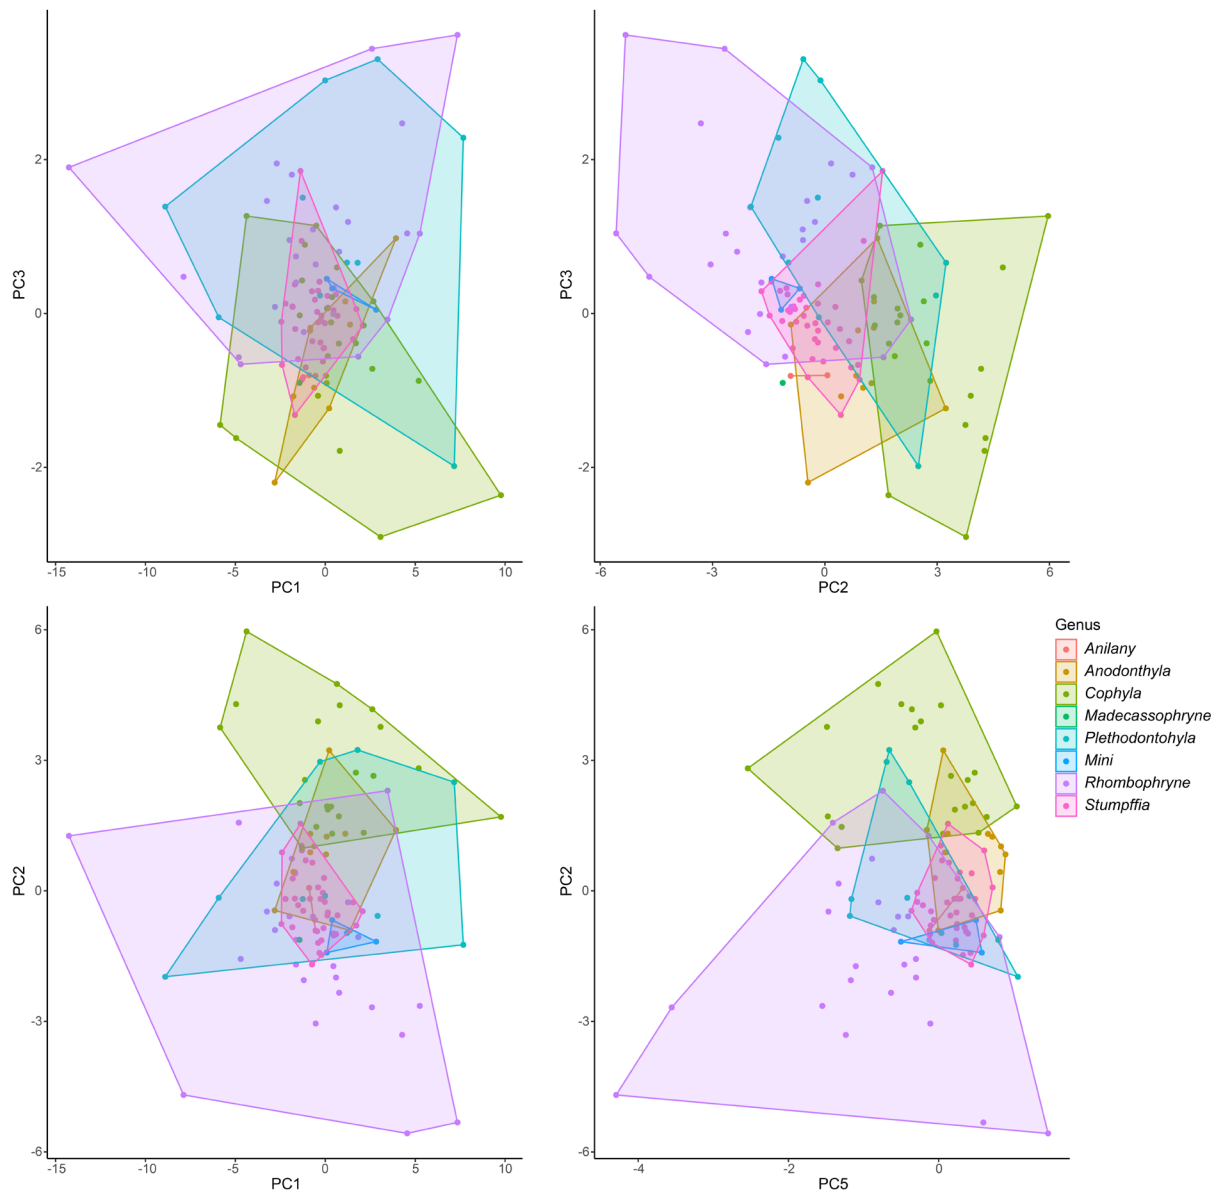 2
0
-2
PC3
-15
-10
-5
0
5
10
PC1
2
0
-2
PC3
-6
-3
0
3
6
PC2
6
3
0
-3
-6
PC2
-15
-10
-5
0
5
10
PC1
6
3
0
-3
-6
PC2
-4
-2
0
PC5
Genus
Anilany
Anodonthyla
Cophyla
Madecassophryne
Plethodontohyla
Mini
Rhombophryne
Stumpffia